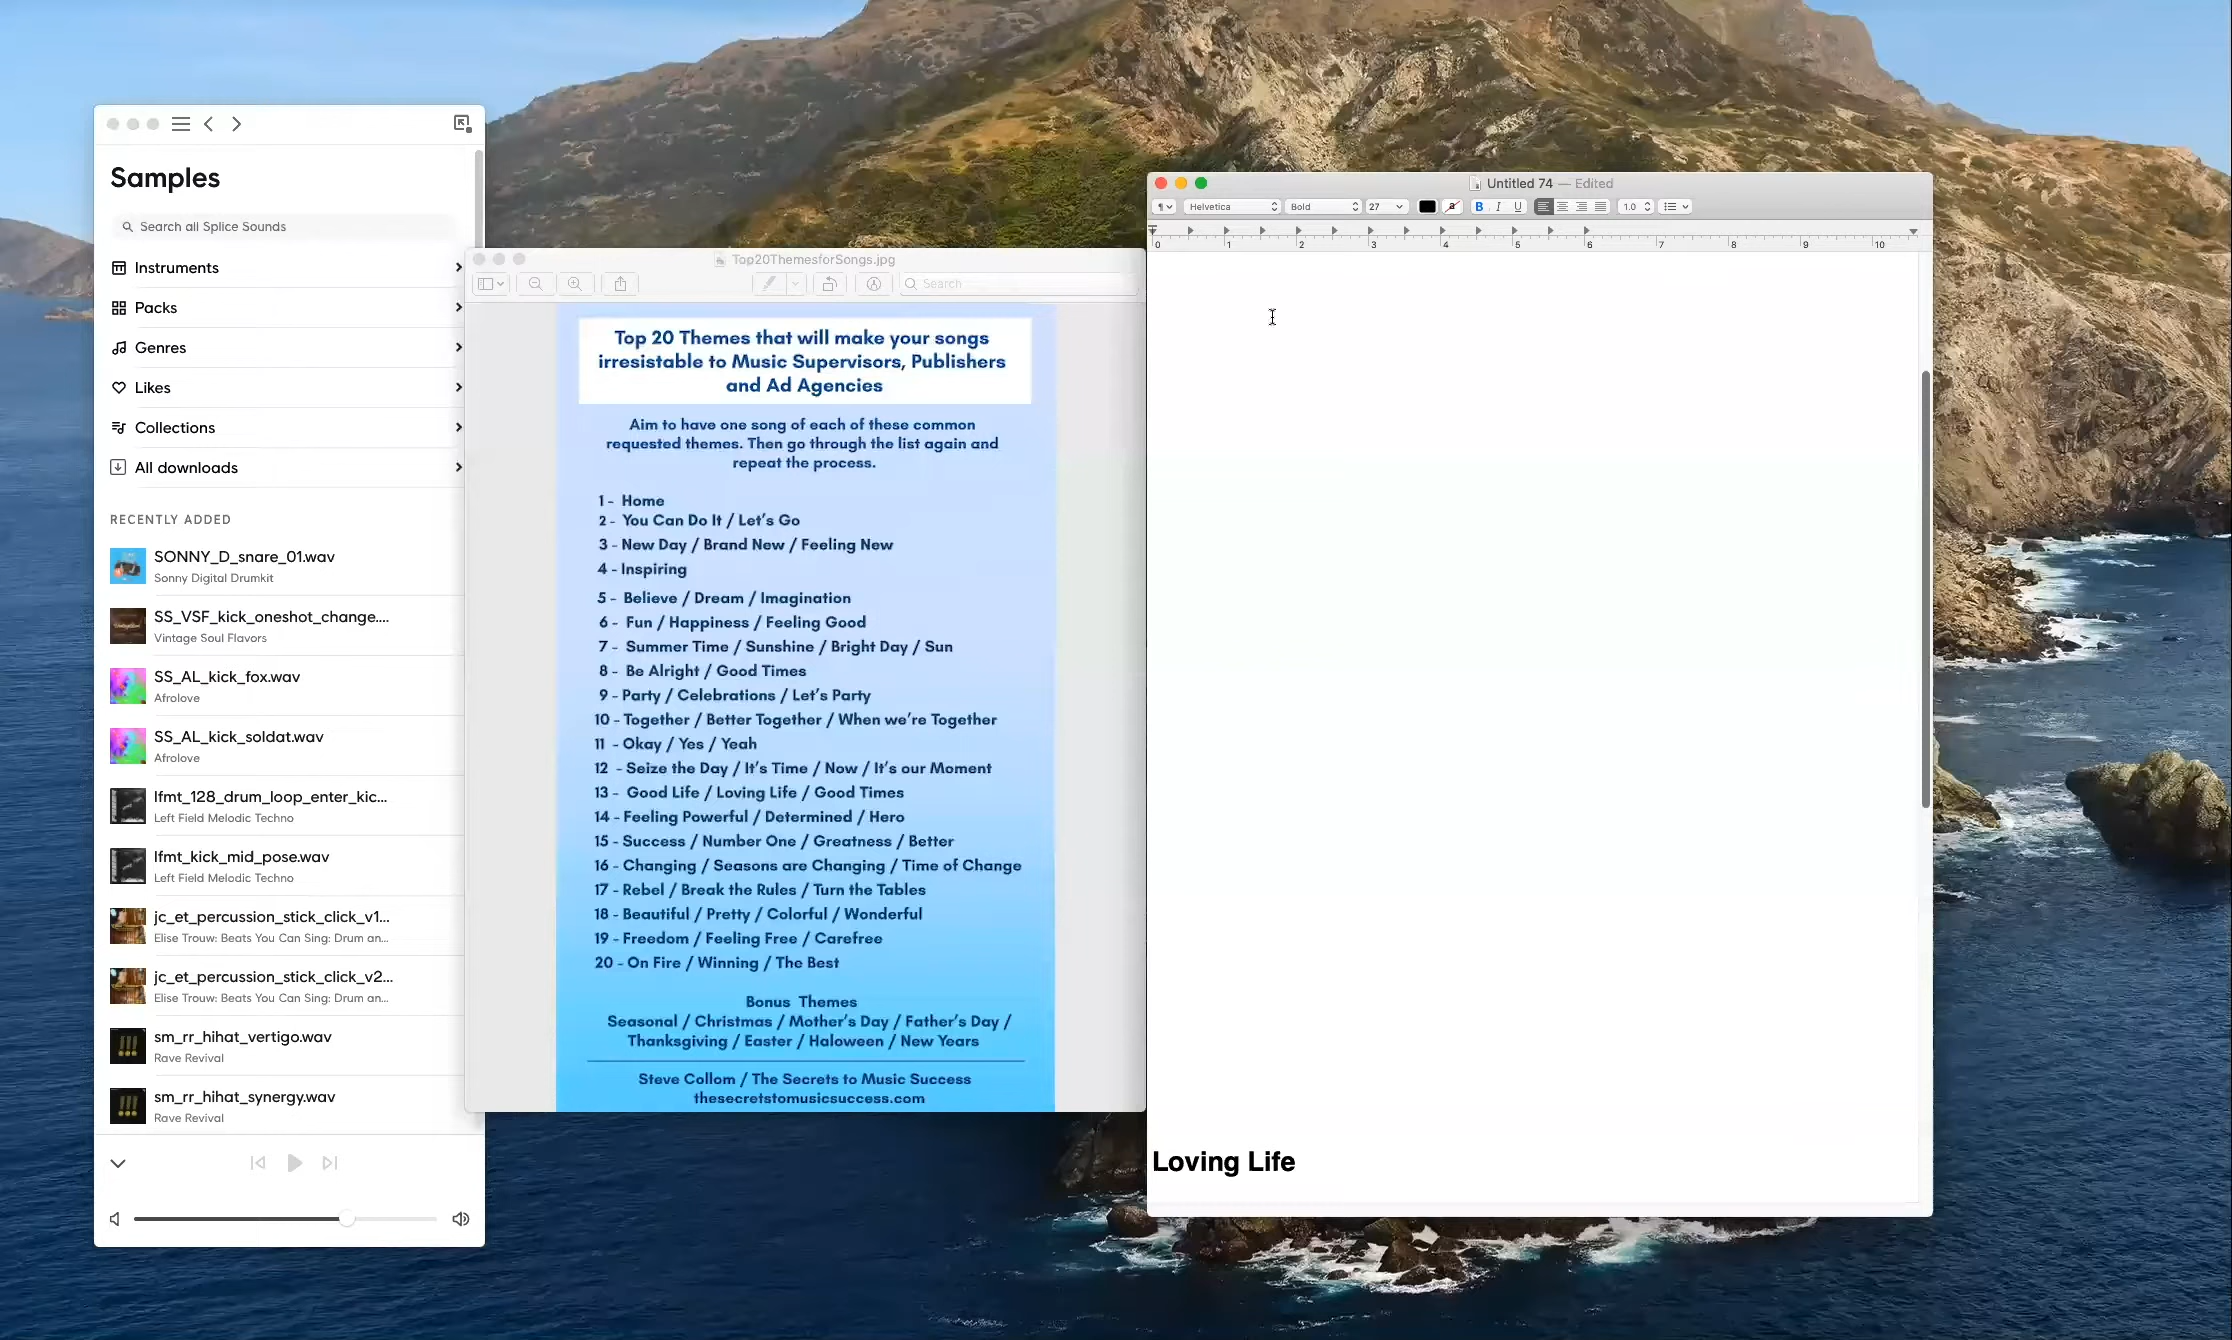 Samples
Search all Splice Sounds
Instruments
Packs
Genres
Likes
Collections
All downloads
RECENTLY ADDED
SONNY_D_snare_01.wav
Sonny Digital Drumkit
SS_VSF_kick_oneshot_change....
Vintage Soul Flavors
SS_AL_kick_fox.wav
Afrolove
SS_AL_kick_soldat.wav
Afrolove
lfmt_128_drum_loop_enter_kic...
Left Field Melodic Techno
lfmt_kick_mid_pose.wav
Left Field Melodic Techno
jc_et_percussion_stick_click_v1...
Elise Trouw: Beats You Can Sing: Drum an...
jc_et_percussion_stick_click_v2...
Elise Trouw: Beats You Can Sing: Drum an...
sm_rr_hihat_vertigo.wav
Rave Revival
sm_rr_hihat_synergy.wav
Rave Revival
Top20ThemesforSongs.jpg
Search
Top 20 Themes that will make your songs
irresistable to Music Supervisors, Publishers
and Ad Agencies
Aim to have one song of each of these common
requested themes. Then go through the list again and
repeat the process.
1 - Home
2 - You Can Do It / Let's Go
3 - New Day / Brand New / Feeling New
4 - Inspiring
5 - Believe / Dream / Imagination
6 - Fun / Happiness / Feeling Good
7 - Summer Time / Sunshine / Bright Day / Sun
8 - Be Alright / Good Times
9 - Party / Celebrations / Let's Party
10 - Together / Better Together / When we're Together
11 - Okay / Yes / Yeah
12 - Seize the Day / It's Time / Now / It's our Moment
13 - Good Life / Loving Life / Good Times
14 - Feeling Powerful / Determined / Hero
15 - Success / Number One / Greatness / Better
16 - Changing / Seasons are Changing / Time of Change
17 - Rebel / Break the Rules / Turn the Tables
18 - Beautiful / Pretty / Colorful / Wonderful
19 - Freedom / Feeling Free / Carefree
20 - On Fire / Winning / The Best
Bonus Themes
Seasonal / Christmas / Mother's Day / Father's Day /
Thanksgiving / Easter / Haloween / New Years
Steve Collom / The Secrets to Music Success
thesecretstomusicsuccess.com
Untitled 74 — Edited
¶ Helvetica Bold 27 a B I U 1.0
0 1 2 3 4 5 6 7 8 9 10
Loving Life